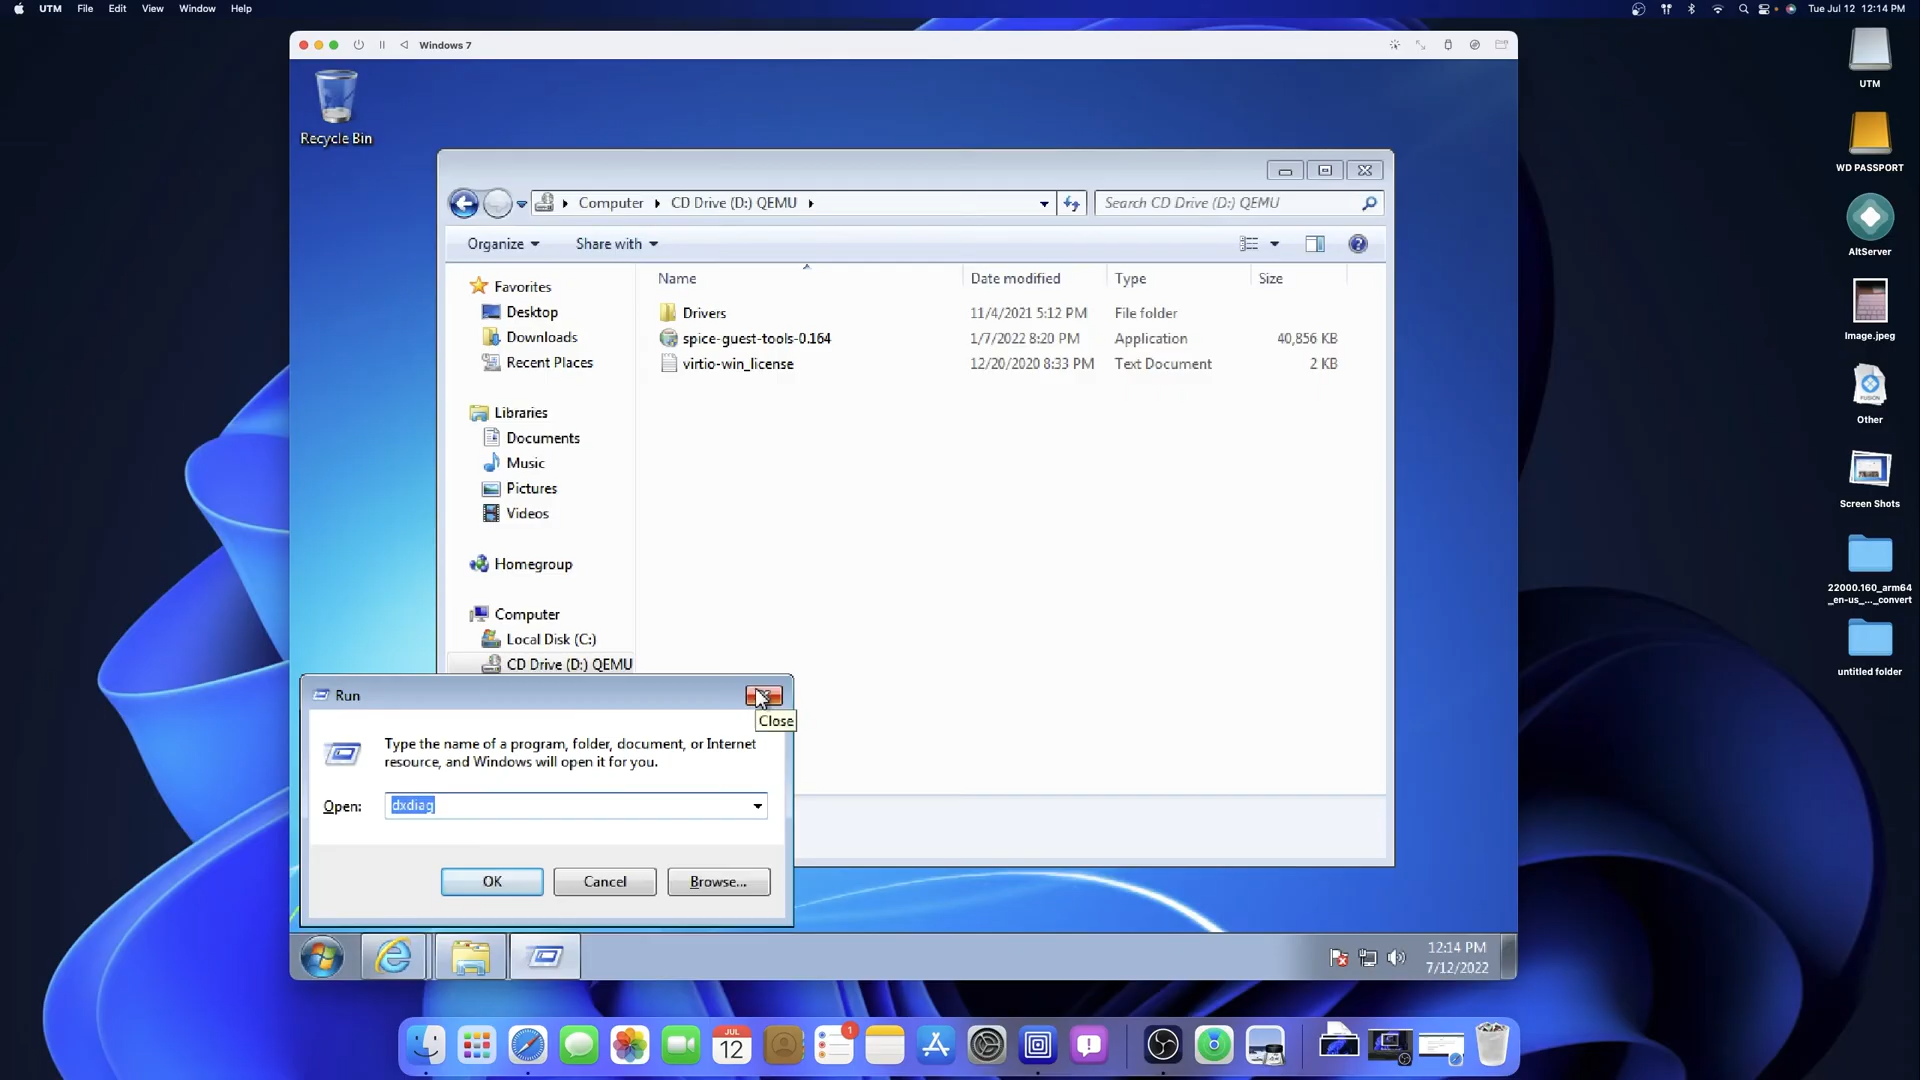 UTM File Edit View Window Help
Tue Jul 12 12:14 PM
Windows 7
Recycle Bin
Computer CD Drive (D:) QEMU
Search CD Drive (D:) QEMU
Organize Share with
Name Date modified Type Size
Drivers 11/4/2021 5:12 PM File folder
spice-guest-tools-0.164 1/7/2022 8:20 PM Application 40,856 KB
virtio-win_license 12/20/2020 8:33 PM Text Document 2 KB
Favorites
Desktop
Downloads
Recent Places
Libraries
Documents
Music
Pictures
Videos
Homegroup
Computer
Local Disk (C:)
CD Drive (D:) QEMU
Run
Close
Type the name of a program, folder, document, or Internet
resource, and Windows will open it for you.
Open: dxdiag
OK Cancel Browse...
12:14 PM
7/12/2022
UTM
WD PASSPORT
AltServer
Image.jpeg
FUSION
Other
Screen Shots
22000.160_arm64
_en-us_..._convert
untitled folder
JUL
12
1